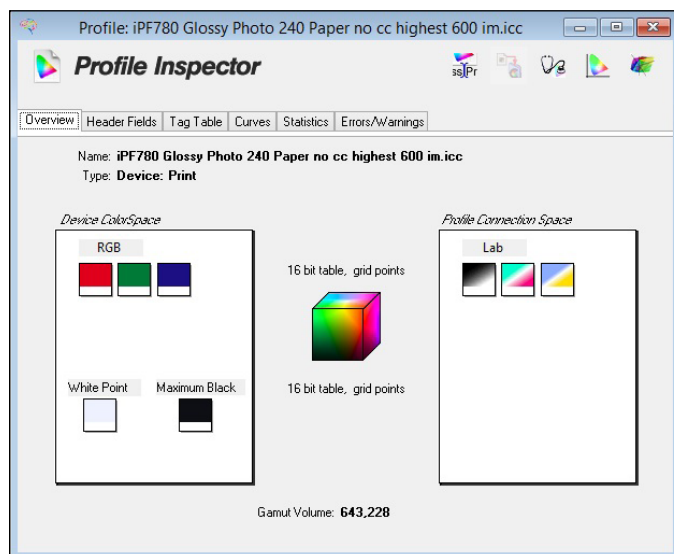 Profile: iPF780 Glossy Photo 240 Paper no cc highest 600 im.icc
Profile Inspector
ss Pr
Overview Header Fields Tag Table Curves Statistics Errors/Warnings
Name: iPF780 Glossy Photo 240 Paper no cc highest 600 im.icc
Type: Device: Print
Device ColorSpace Profile Connection Space
RGB Lab
16 bit table, grid points
White Point Maximum Black 16 bit table, grid points
Gamut Volume: 643,228